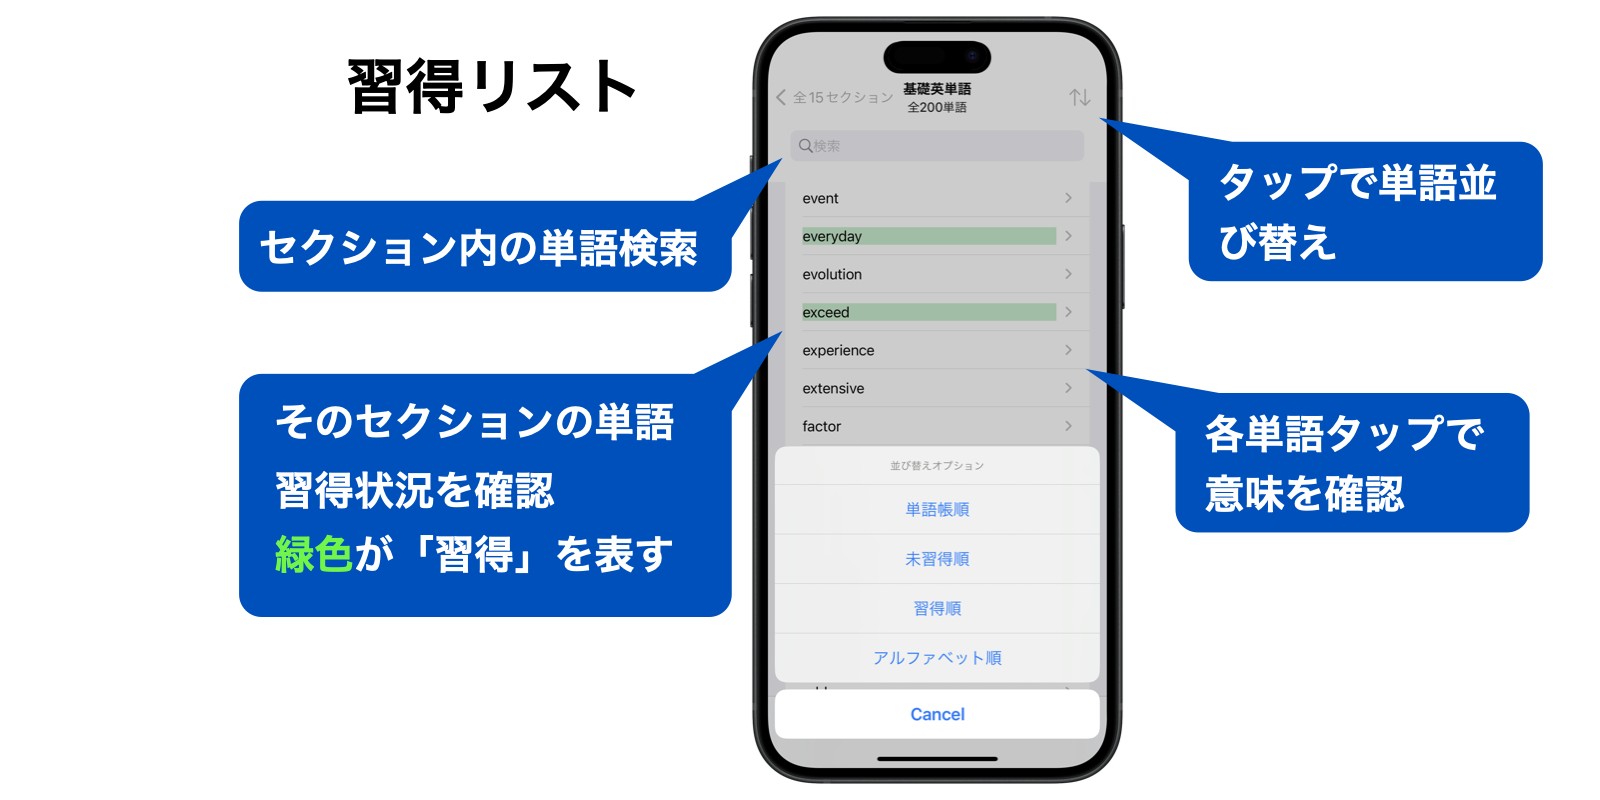 習得リスト
全15セクション
基礎英単語
全200単語
検索
event
everyday
evolution
exceed
experience
extensive
factor
並び替えオプション
単語帳順
未習得順
習得順
アルファベット順
Cancel
セクション内の単語検索
そのセクションの単語
習得状況を確認
緑色が「習得」を表す
タップで単語並
び替え
各単語タップで
意味を確認